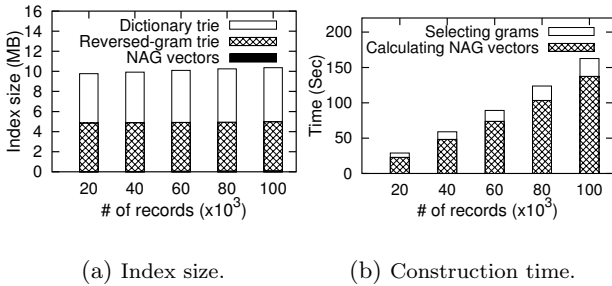 Index size (MB)
16
14
12
10
8
6
4
2
0
Dictionary trie
Reversed-gram trie
NAG vectors
20 40 60 80 100
# of records (x10³)
(a) Index size.
Time (Sec)
200
150
100
50
0
Selecting grams
Calculating NAG vectors
20 40 60 80 100
# of records (x10³)
(b) Construction time.